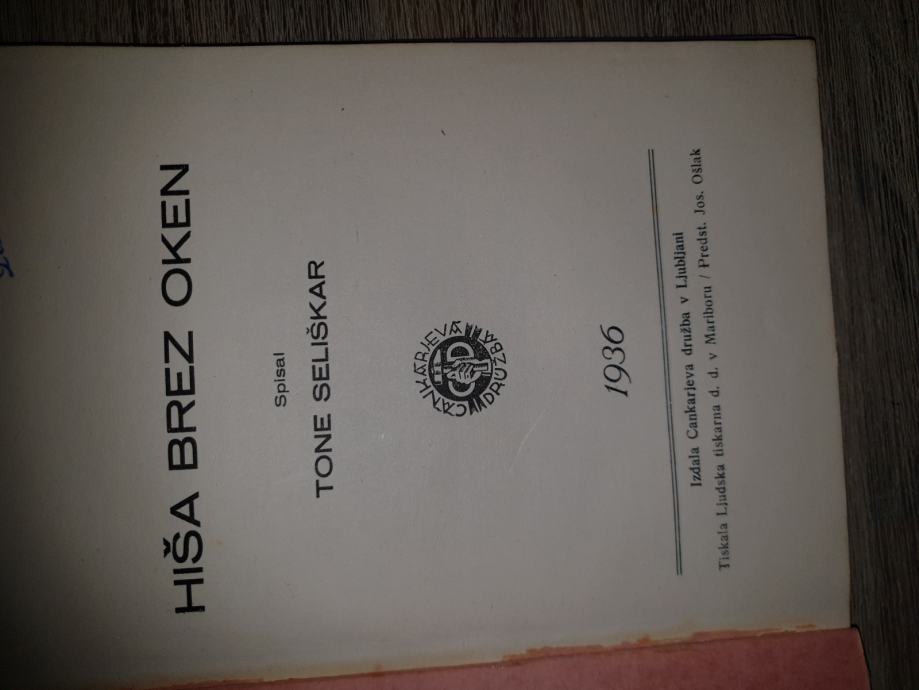 HIŠA BREZ OKEN
Spisal
TONE SELIŠKAR
CANKARJEVA DRUŽBA
CD
1936
Izdala Cankarjeva družba v Ljubljani
Tiskala Ljudska tiskarna d. d. v Mariboru / Predst. Jos. Ošlak